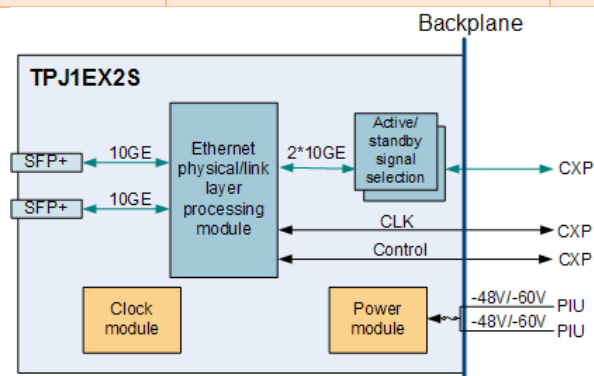 Backplane
TPJ1EX2S
SFP+
10GE
SFP+
10GE
Ethernet
physical/link
layer
processing
module
2*10GE
Active/
standby
signal
selection
CXP
CLK
CXP
Control
CXP
Clock
module
Power
module
-48V/-60V
PIU
-48V/-60V
PIU